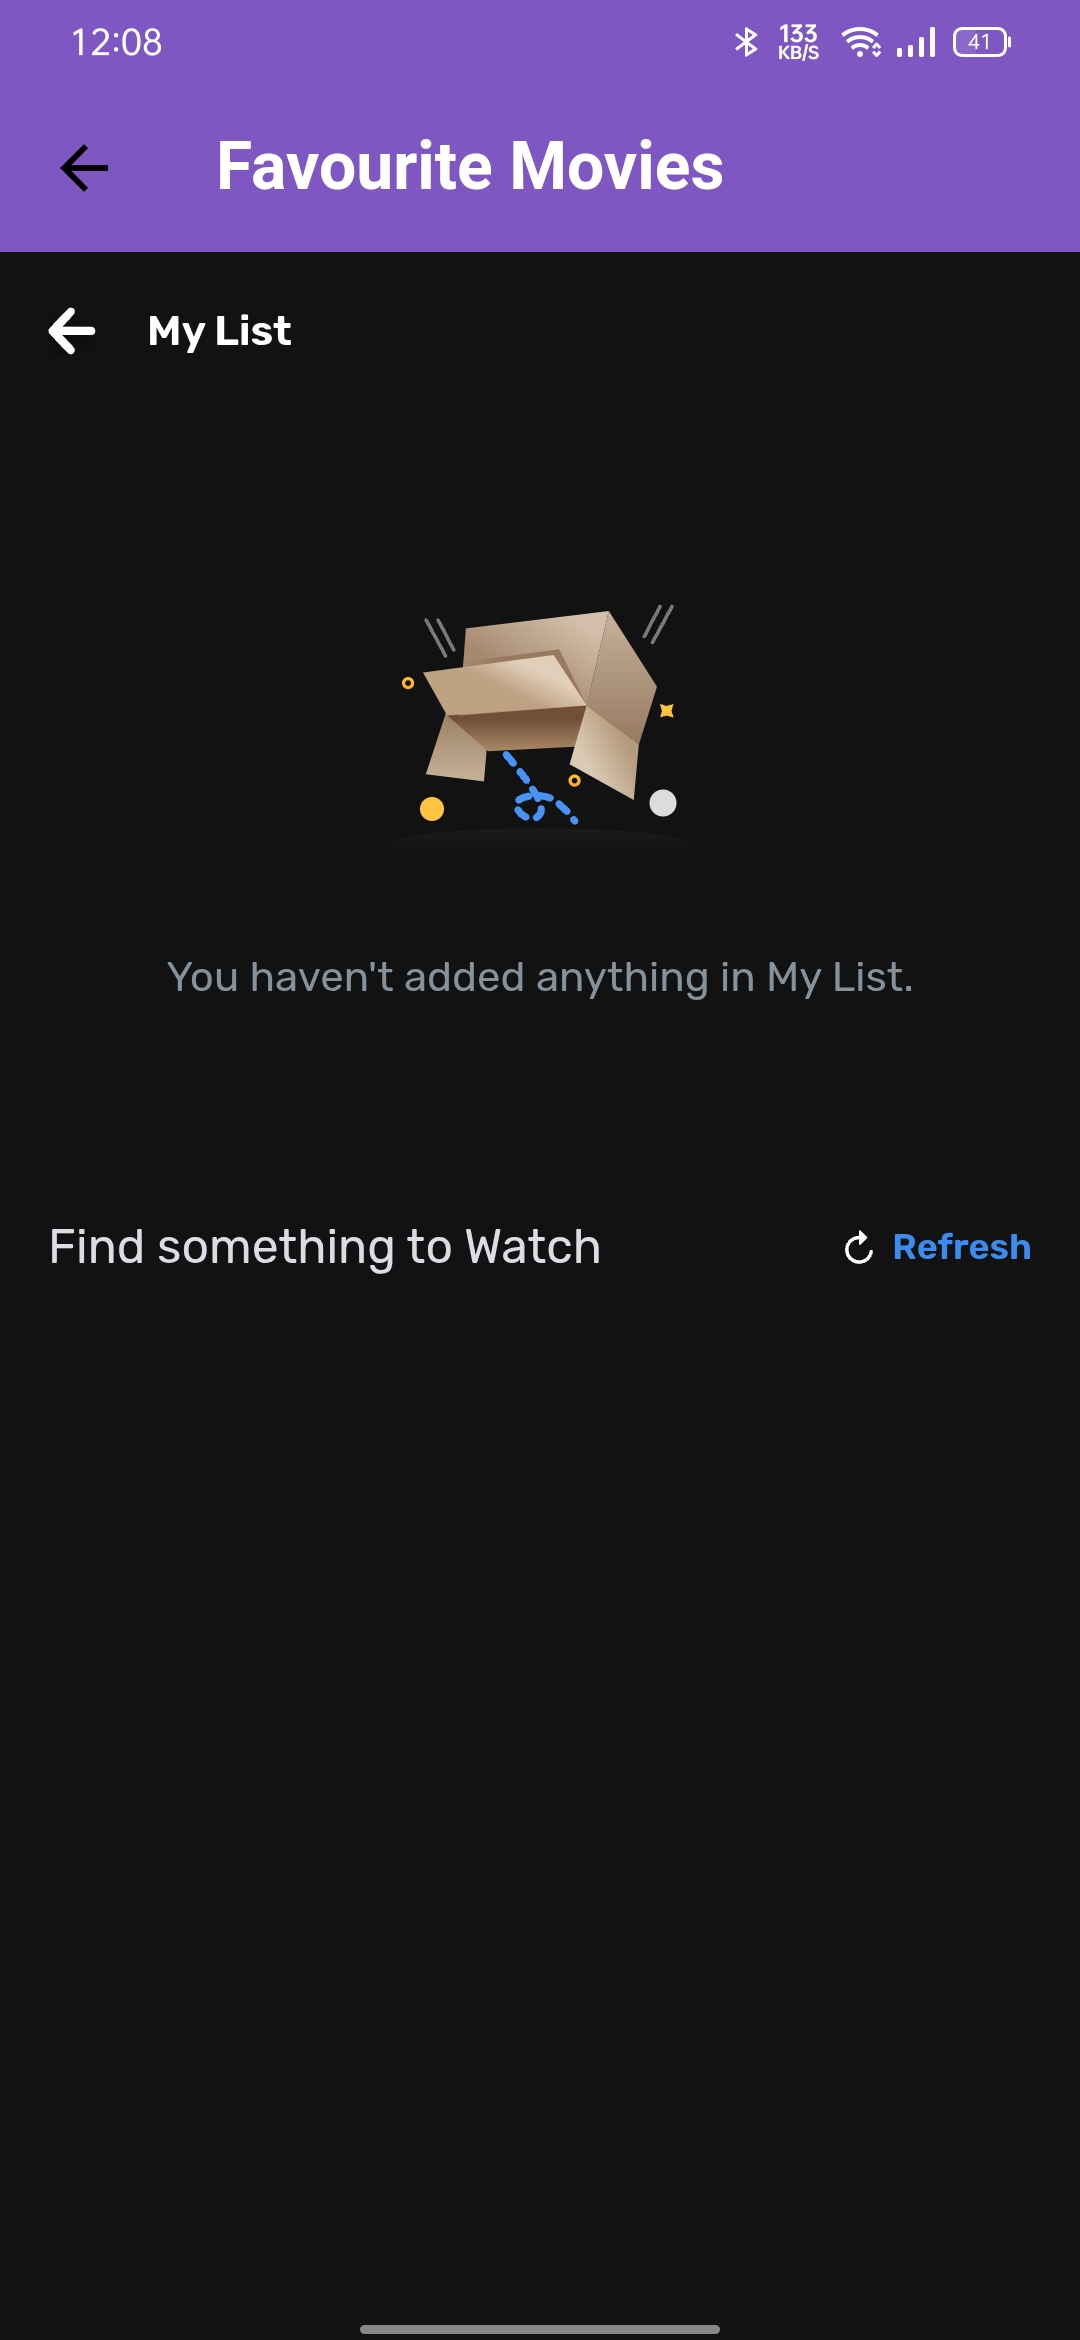 12:08
133
KB/S
41
Favourite Movies
My List
You haven't added anything in My List.
Find something to Watch
Refresh